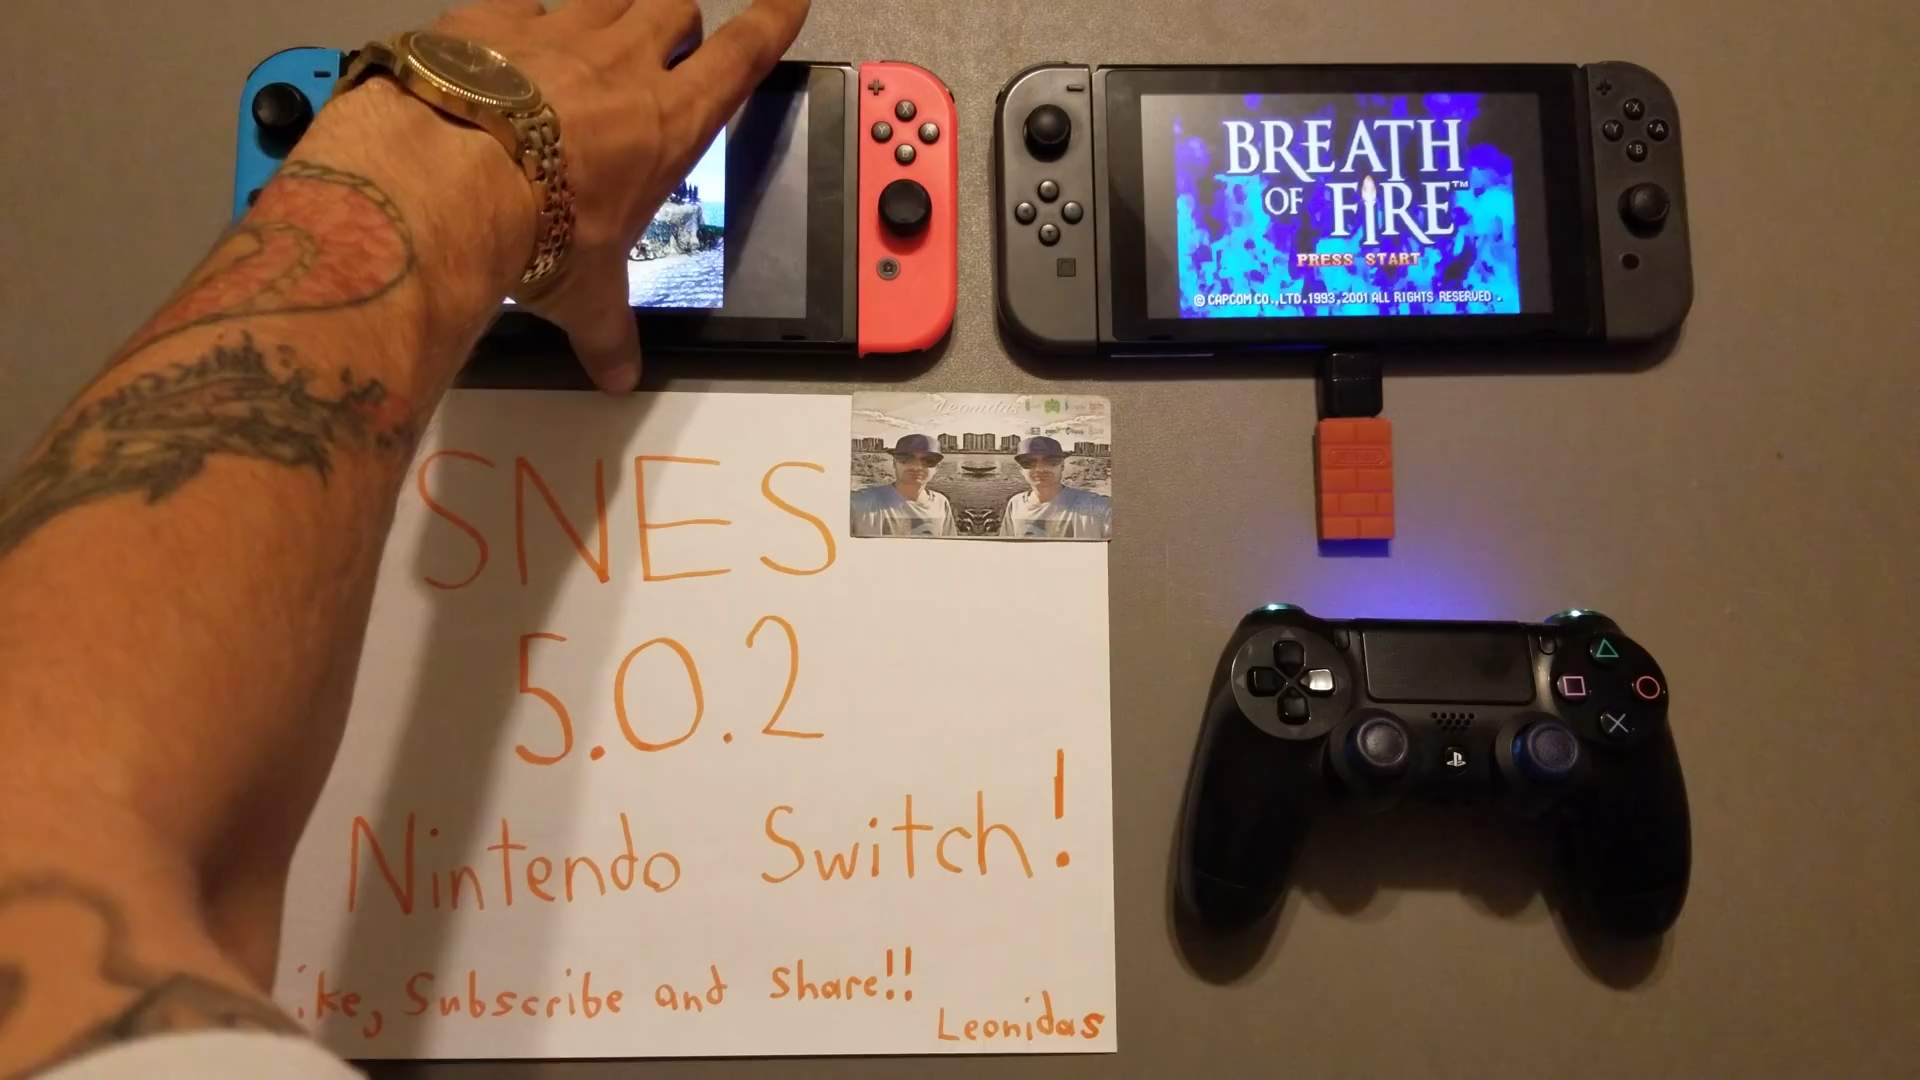 BREATH
OF FIRE™
PRESS START
© CAPCOM CO.,LTD.1993,2001 ALL RIGHTS RESERVED.
Leonidas
SNES
5.0.2
Nintendo Switch!
ike, Subscribe and Share!!
Leonidas